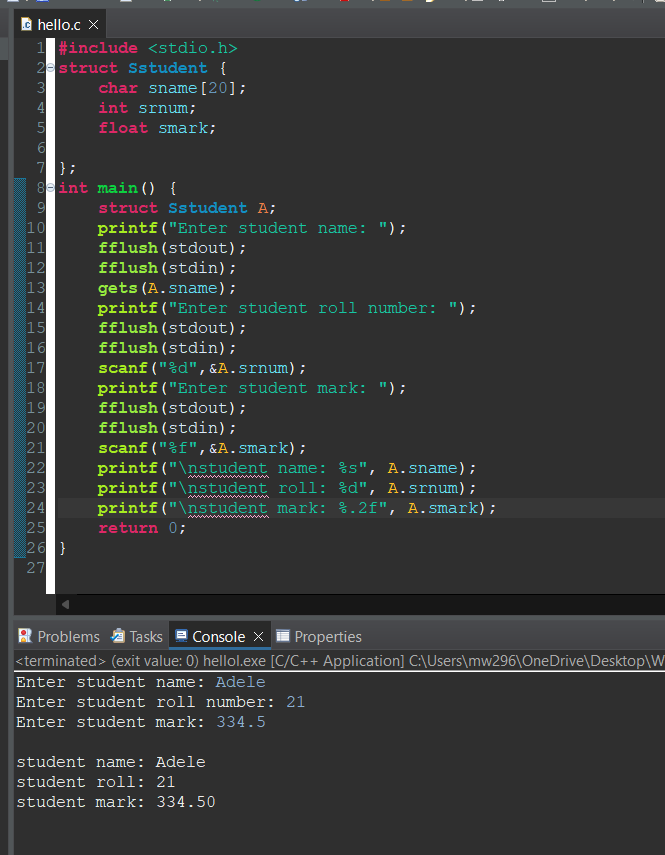 hello.c
1 #include <stdio.h>
2 struct Sstudent {
3 char sname[20];
4 int srnum;
5 float smark;
6
7 };
8 int main() {
9 struct Sstudent A;
10 printf("Enter student name: ");
11 fflush(stdout);
12 fflush(stdin);
13 gets(A.sname);
14 printf("Enter student roll number: ");
15 fflush(stdout);
16 fflush(stdin);
17 scanf("%d",&A.srnum);
18 printf("Enter student mark: ");
19 fflush(stdout);
20 fflush(stdin);
21 scanf("%f",&A.smark);
22 printf("\nstudent name: %s", A.sname);
23 printf("\nstudent roll: %d", A.srnum);
24 printf("\nstudent mark: %.2f", A.smark);
25 return 0;
26 }
27
Problems Tasks Console Properties
<terminated> (exit value: 0) hellol.exe [C/C++ Application] C:\Users\mw296\OneDrive\Desktop\W
Enter student name: Adele
Enter student roll number: 21
Enter student mark: 334.5
student name: Adele
student roll: 21
student mark: 334.50